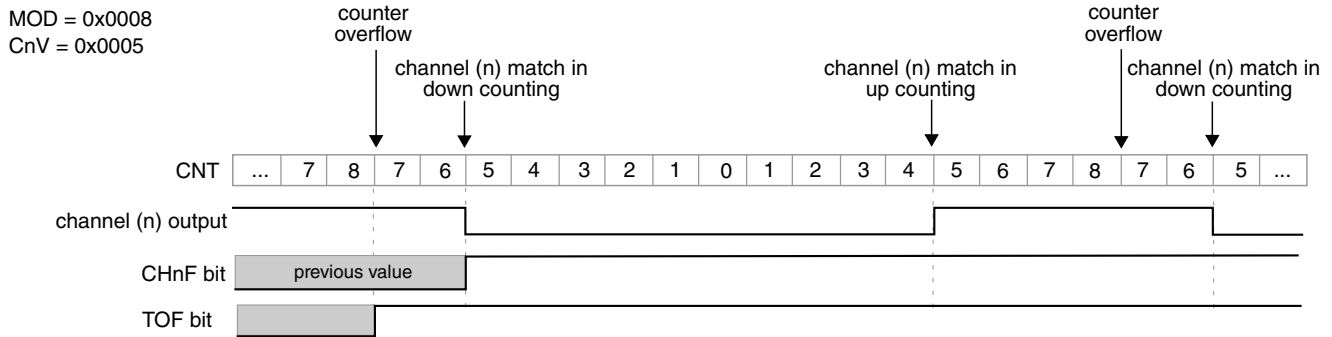 MOD = 0x0008
CnV = 0x0005
counter
overflow
channel (n) match in
down counting
channel (n) match in
up counting
counter
overflow
channel (n) match in
down counting
CNT ... 7 8 7 6 5 4 3 2 1 0 1 2 3 4 5 6 7 8 7 6 5 ...
channel (n) output
CHnF bit previous value
TOF bit